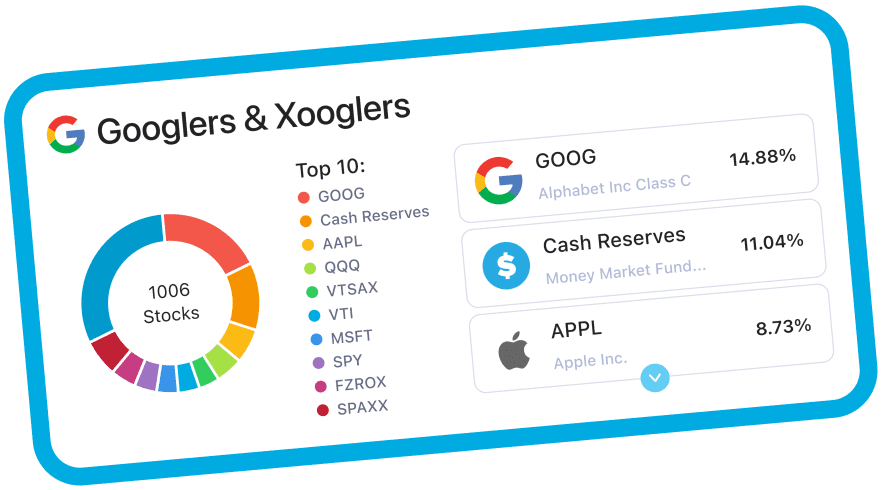 Googlers & Xooglers
1006
Stocks
Top 10:
GOOG
Cash Reserves
AAPL
QQQ
VTSAX
VTI
MSFT
SPY
FZROX
SPAXX
GOOG
Alphabet Inc Class C
14.88%
$
Cash Reserves
Money Market Fund...
11.04%
APPL
Apple Inc.
8.73%